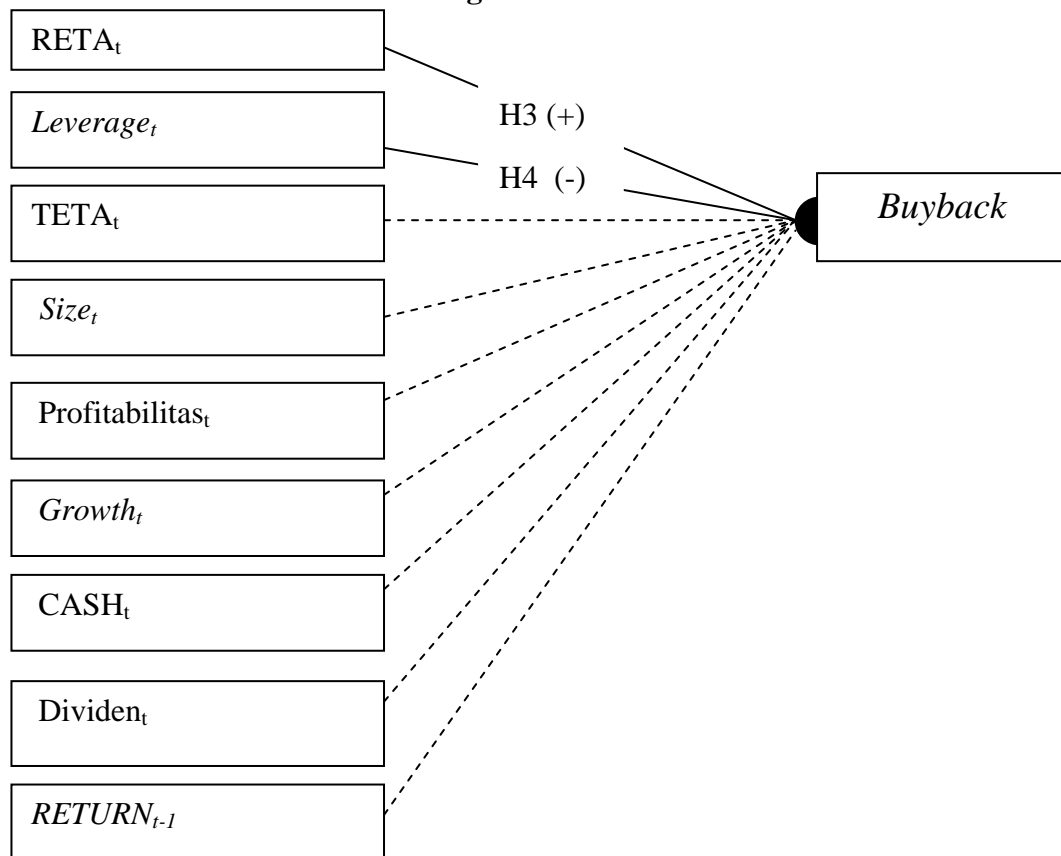 RETAt
Leveraget
TETAt
Sizet
Profitabilitast
Growtht
CASHt
Divident
RETURNt-1
H3 (+)
H4 (-)
Buyback